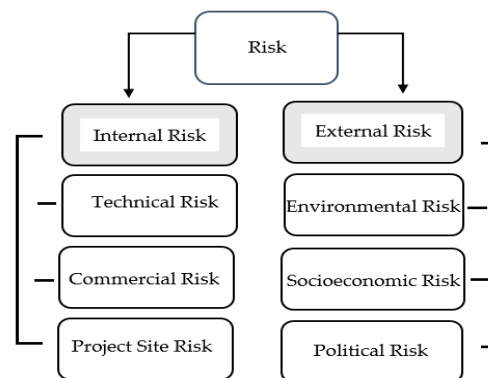 Risk
Internal Risk
External Risk
Technical Risk
Environmental Risk
Commercial Risk
Socioeconomic Risk
Project Site Risk
Political Risk